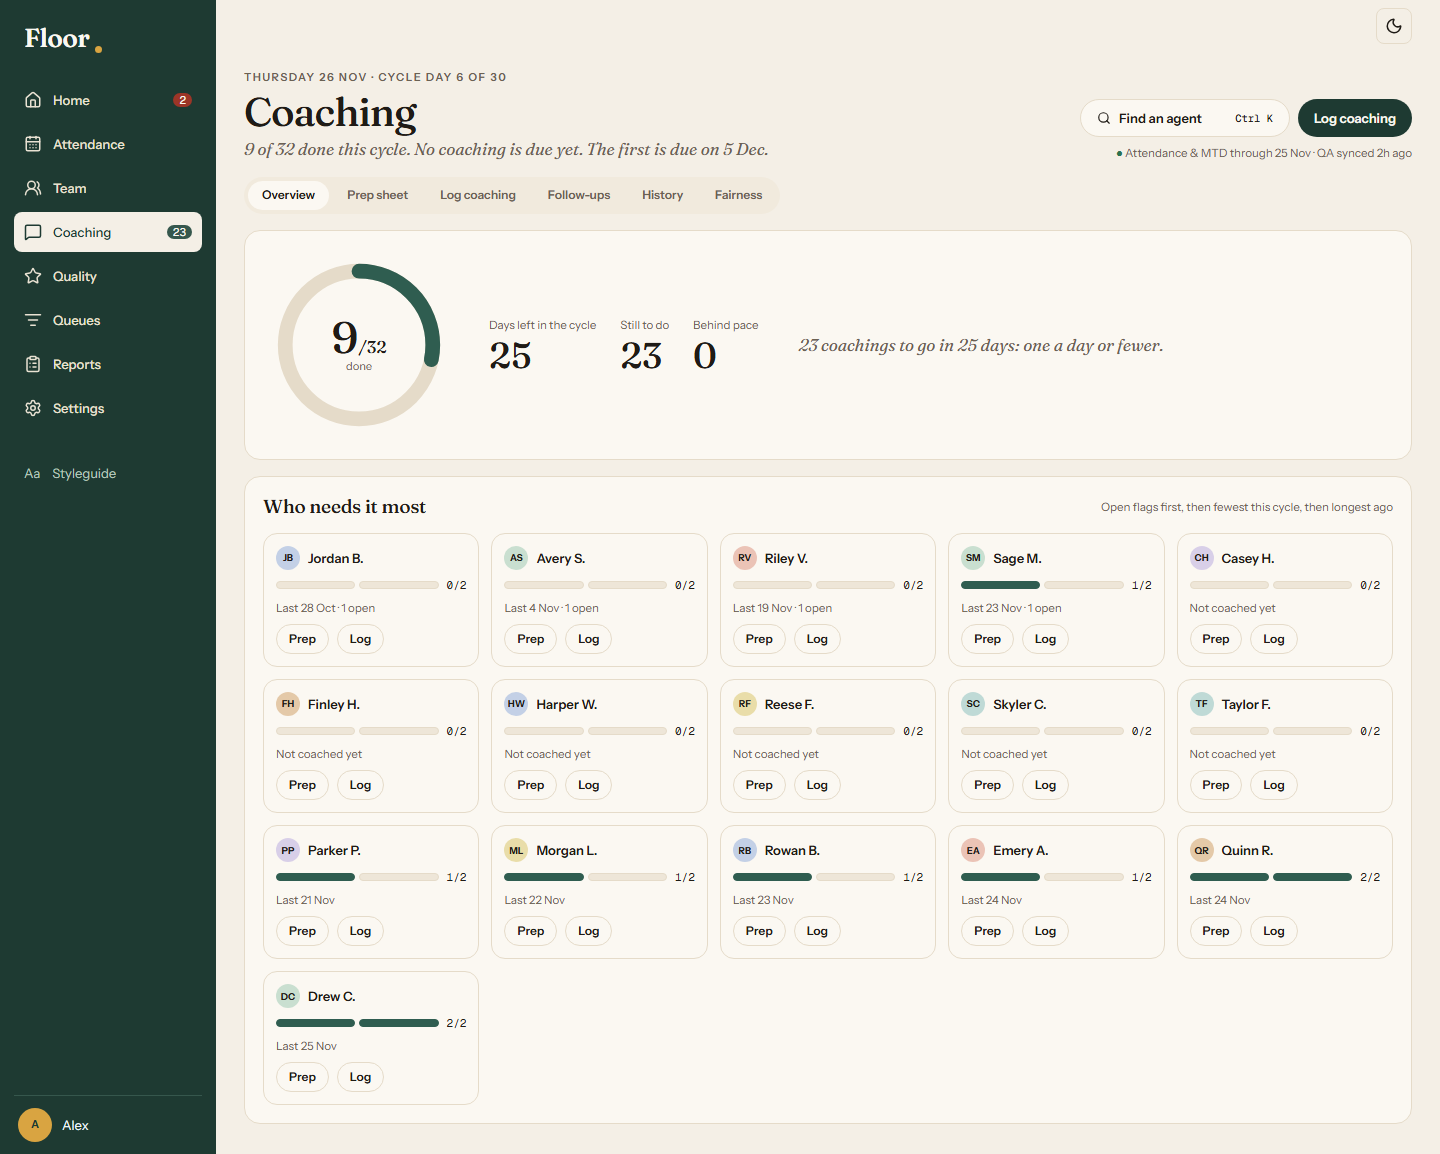 Floor.
Home 2
Attendance
Team
Coaching 23
Quality
Queues
Reports
Settings
Aa Styleguide
A Alex
THURSDAY 26 NOV · CYCLE DAY 6 OF 30
Coaching
9 of 32 done this cycle. No coaching is due yet. The first is due on 5 Dec.
Find an agent Ctrl K
Log coaching
Attendance & MTD through 25 Nov · QA synced 2h ago
Overview Prep sheet Log coaching Follow-ups History Fairness
9/32
done
Days left in the cycle
25
Still to do
23
Behind pace
0
23 coachings to go in 25 days: one a day or fewer.
Who needs it most
Open flags first, then fewest this cycle, then longest ago
JB Jordan B.
0/2
Last 28 Oct · 1 open
Prep Log
AS Avery S.
0/2
Last 4 Nov · 1 open
Prep Log
RV Riley V.
0/2
Last 19 Nov · 1 open
Prep Log
SM Sage M.
1/2
Last 23 Nov · 1 open
Prep Log
CH Casey H.
0/2
Not coached yet
Prep Log
FH Finley H.
0/2
Not coached yet
Prep Log
HW Harper W.
0/2
Not coached yet
Prep Log
RF Reese F.
0/2
Not coached yet
Prep Log
SC Skyler C.
0/2
Not coached yet
Prep Log
TF Taylor F.
0/2
Not coached yet
Prep Log
PP Parker P.
1/2
Last 21 Nov
Prep Log
ML Morgan L.
1/2
Last 22 Nov
Prep Log
RB Rowan B.
1/2
Last 23 Nov
Prep Log
EA Emery A.
1/2
Last 24 Nov
Prep Log
QR Quinn R.
2/2
Last 24 Nov
Prep Log
DC Drew C.
2/2
Last 25 Nov
Prep Log